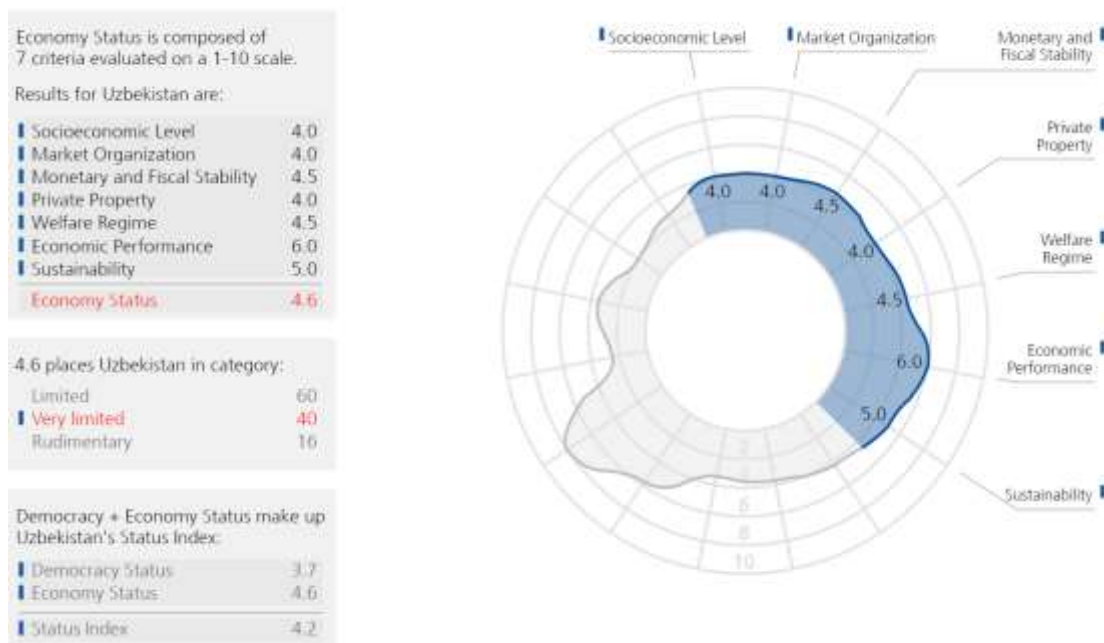 Economy Status is composed of
7 criteria evaluated on a 1-10 scale.
Results for Uzbekistan are:
Socioeconomic Level 4.0
Market Organization 4.0
Monetary and Fiscal Stability 4.5
Private Property 4.0
Welfare Regime 4.5
Economic Performance 6.0
Sustainability 5.0
Economy Status 4.6
4.6 places Uzbekistan in category:
Limited 60
Very limited 40
Rudimentary 16
Democracy + Economy Status make up
Uzbekistan's Status Index:
Democracy Status 3.7
Economy Status 4.6
Status Index 4.2
Socioeconomic Level
Market Organization
Monetary and
Fiscal Stability
Private
Property
Welfare
Regime
Economic
Performance
Sustainability
4.0
4.0
4.5
4.0
4.5
6.0
5.0
2
4
6
8
10